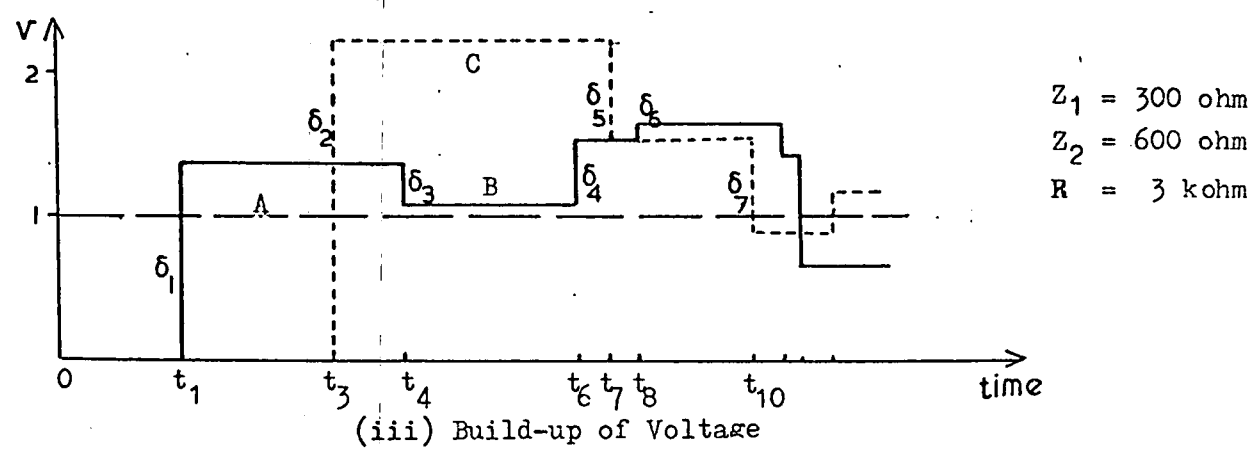 v
2
C
δ2
δ5
δ6
Z1 = 300 ohm
Z2 = 600 ohm
R = 3 kohm
δ3
B
δ4
δ7
1
A
δ1
0
t1
t3
t4
t6
t7
t8
t10
time
(iii) Build-up of Voltage